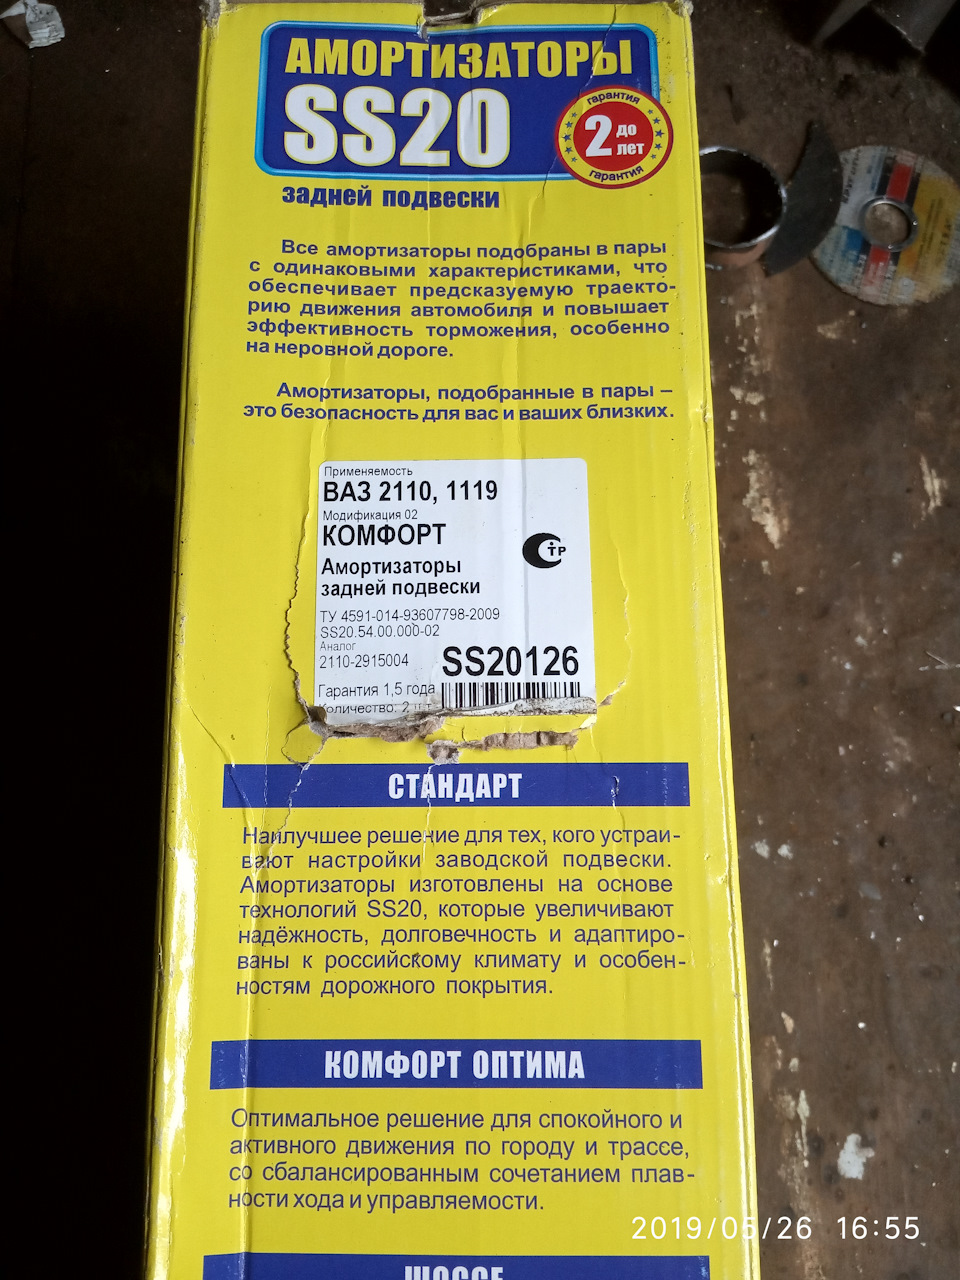 АМОРТИЗАТОРЫ
SS20
гарантия
2 до лет
гарантия
задней подвески
Все амортизаторы подобраны в пары
с одинаковыми характеристиками, что
обеспечивает предсказуемую траекто-
рию движения автомобиля и повышает
эффективность торможения, особенно
на неровной дороге.
Амортизаторы, подобранные в пары –
это безопасность для вас и ваших близких.
Применяемость
ВАЗ 2110, 1119
Модификация 02
КОМФОРТ
Амортизаторы
задней подвески
ТУ 4591-014-93607798-2009
SS20.54.00.000-02
Аналог
2110-2915004
SS20126
Гарантия 1,5 года
Количество: 2 шт
СТАНДАРТ
Наилучшее решение для тех, кого устраи-
вают настройки заводской подвески.
Амортизаторы изготовлены на основе
технологий SS20, которые увеличивают
надёжность, долговечность и адаптиро-
ваны к российскому климату и особен-
ностям дорожного покрытия.
КОМФОРТ ОПТИМА
Оптимальное решение для спокойного и
активного движения по городу и трассе,
со сбалансированным сочетанием плав-
ности хода и управляемости.
ШОССЕ
2019/05/26 16:55